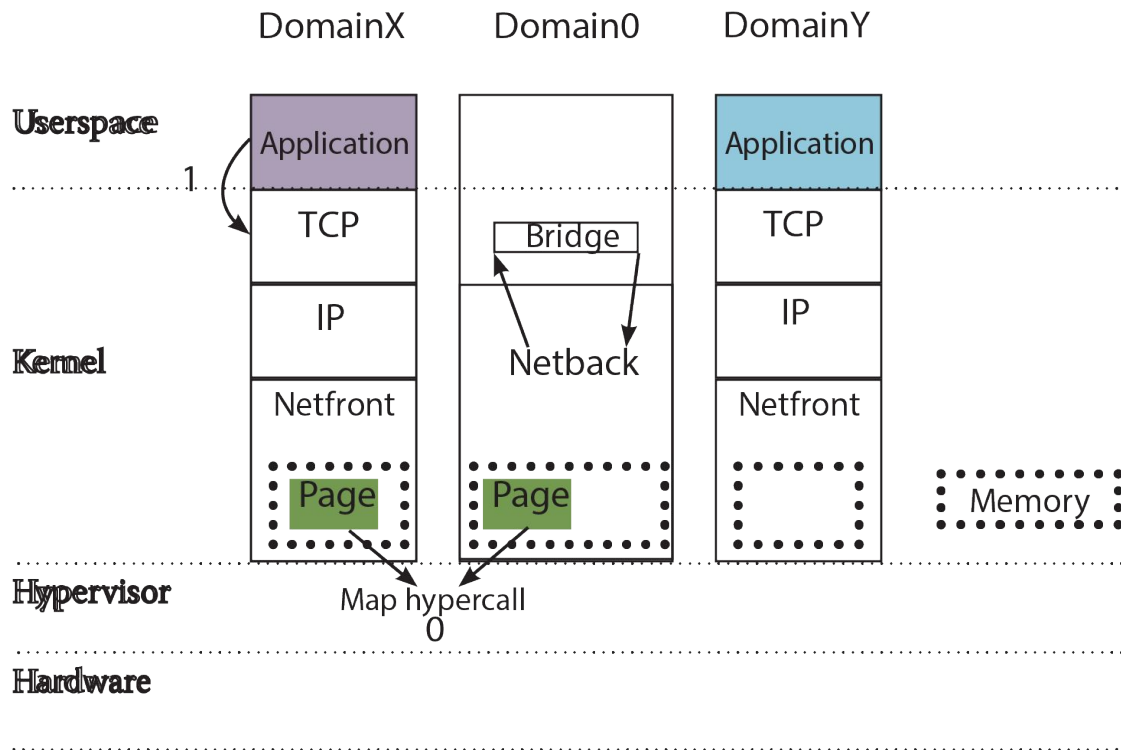 DomainX Domain0 DomainY
Userspace
Application Application
1
TCP Bridge TCP
IP IP
Kernel Netback
Netfront Netfront
Page Page Memory
Hypervisor
Map hypercall
0
Hardware